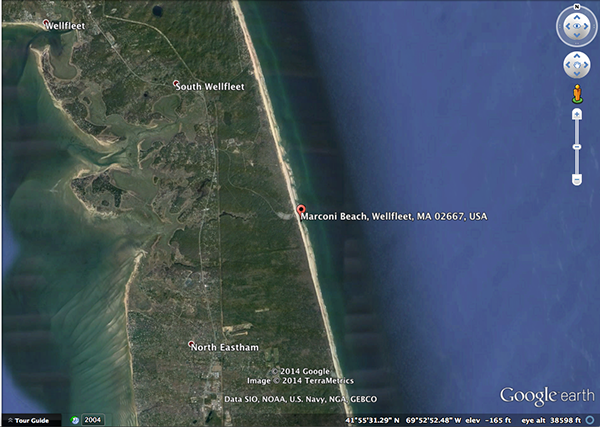 N
Wellfleet
South Wellfleet
Marconi Beach, Wellfleet, MA 02667, USA
North Eastham
© 2014 Google
Image © 2014 TerraMetrics
Data SIO, NOAA, U.S. Navy, NGA, GEBCO
Google earth
Tour Guide 2004 41°55'31.29" N 69°52'52.48" W elev -165 ft eye alt 38598 ft